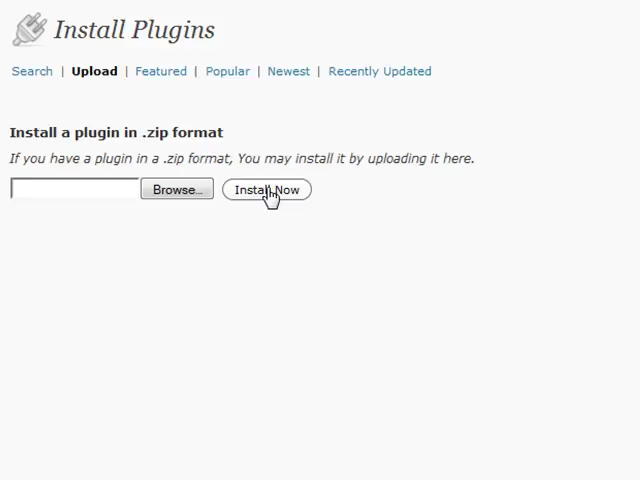 Install Plugins
Search | Upload | Featured | Popular | Newest | Recently Updated
Install a plugin in .zip format
If you have a plugin in a .zip format, You may install it by uploading it here.
Browse... Install Now